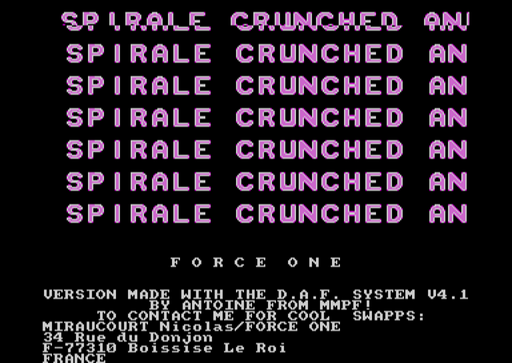 SPIRALE CRUNCHED AN
SPIRALE CRUNCHED AN
SPIRALE CRUNCHED AN
SPIRALE CRUNCHED AN
SPIRALE CRUNCHED AN
SPIRALE CRUNCHED AN
SPIRALE CRUNCHED AN
FORCE ONE
VERSION MADE WITH THE D.A.F. SYSTEM V4.1
BY ANTOINE FROM MMPF!
TO CONTACT ME FOR COOL SWAPPS:
MIRAUCOURT Nicolas/FORCE ONE
34 Rue du Donjon
F-77310 Boissise Le Roi
FRANCE